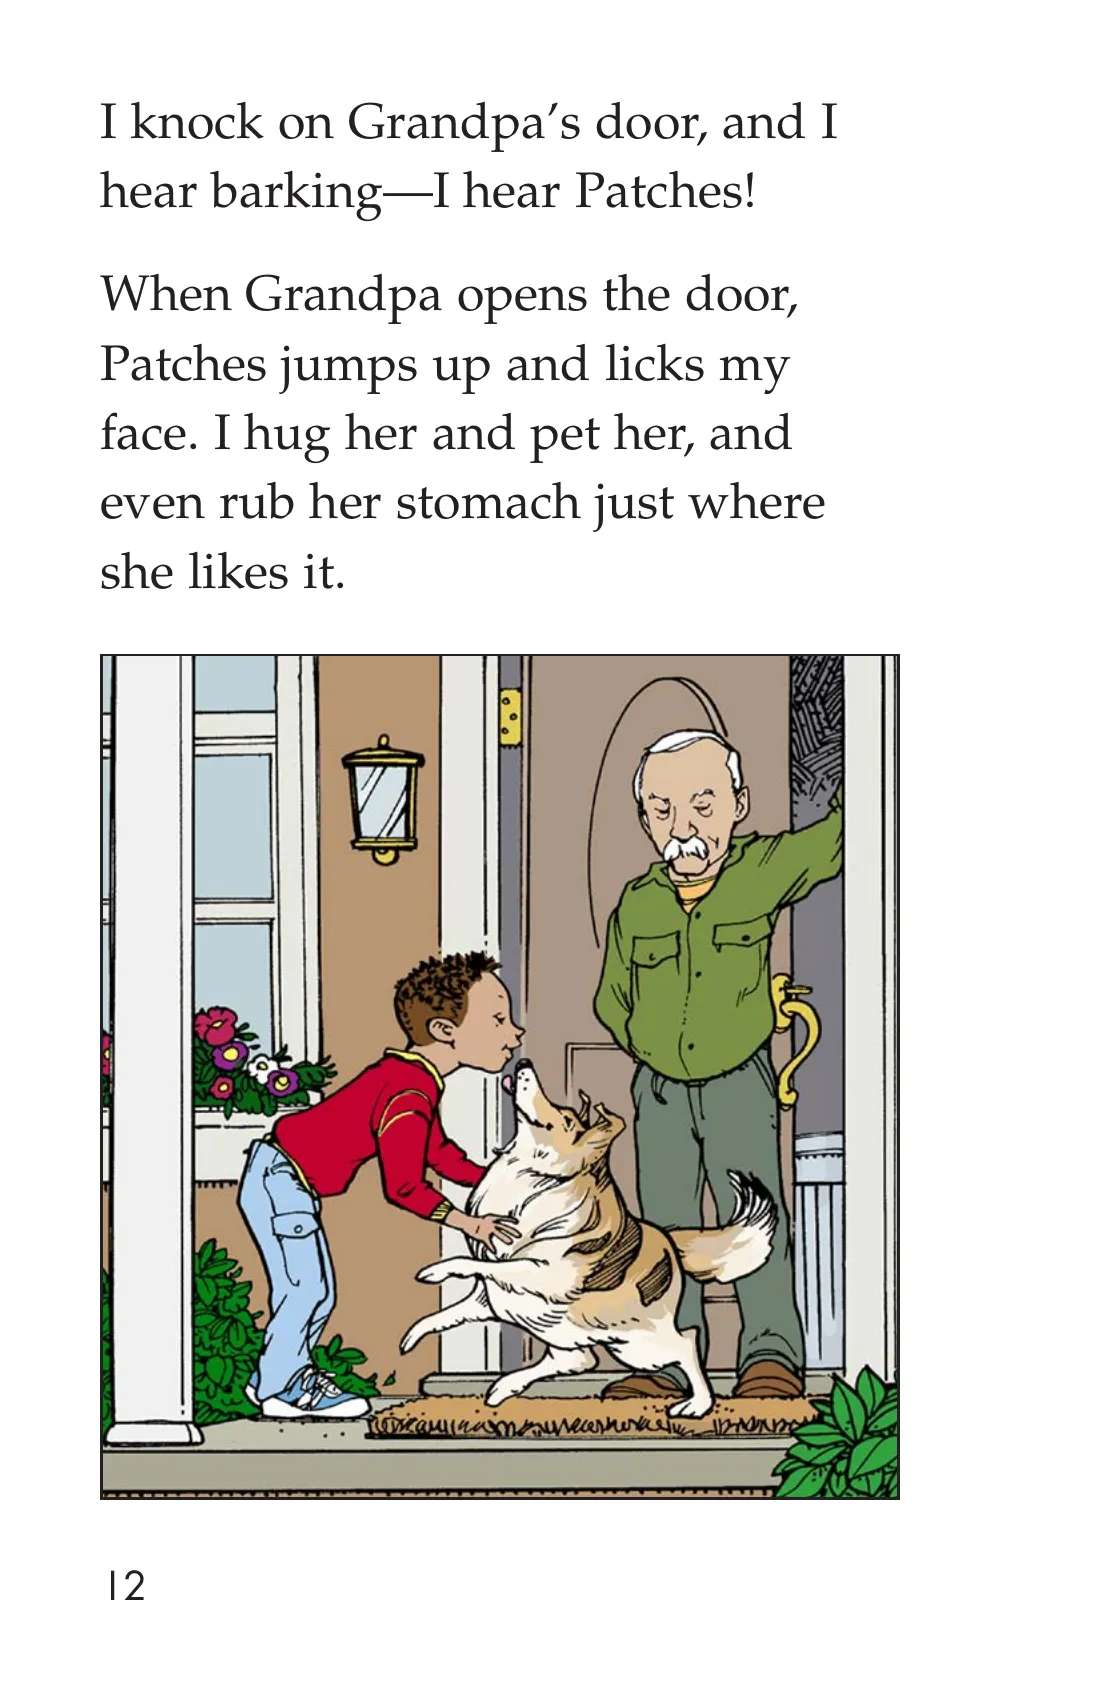 I knock on Grandpa’s door, and I
hear barking—I hear Patches!
When Grandpa opens the door,
Patches jumps up and licks my
face. I hug her and pet her, and
even rub her stomach just where
she likes it.
12